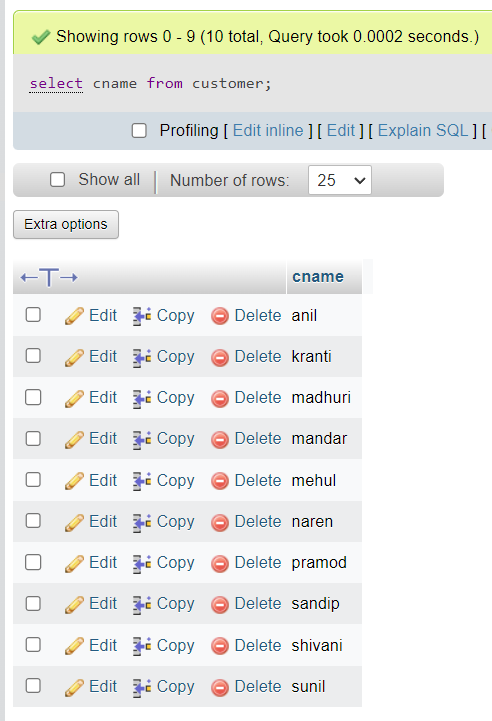 Showing rows 0 - 9 (10 total, Query took 0.0002 seconds.)
select cname from customer;
Profiling [ Edit inline ] [ Edit ] [ Explain SQL ] [
Show all | Number of rows: 25
Extra options
←T→ cname
Edit Copy Delete anil
Edit Copy Delete kranti
Edit Copy Delete madhuri
Edit Copy Delete mandar
Edit Copy Delete mehul
Edit Copy Delete naren
Edit Copy Delete pramod
Edit Copy Delete sandip
Edit Copy Delete shivani
Edit Copy Delete sunil